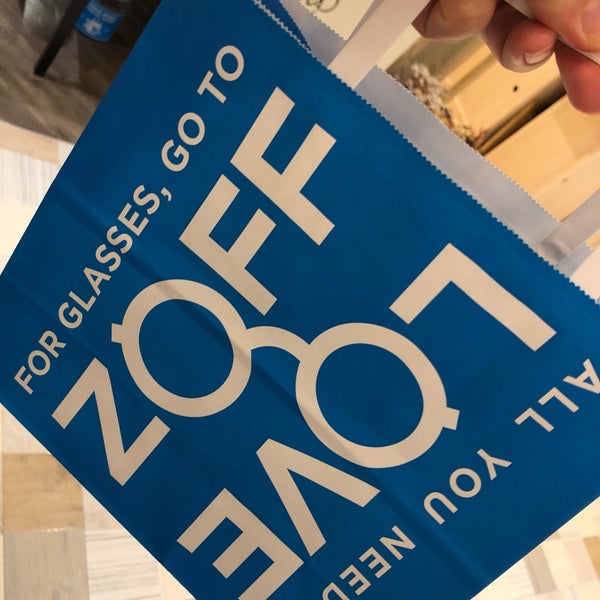 FOR GLASSES, GO TO
ZOFF
LOVE
ALL YOU NEED